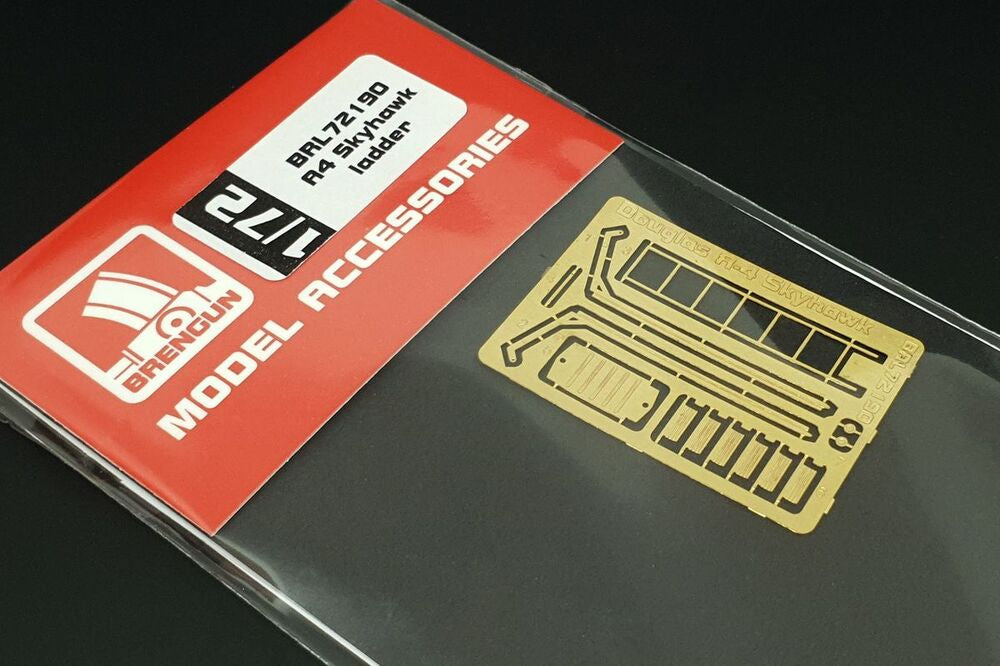 BRL72190
A4 Skyhawk
ladder
1/72
BRENGUN
MODEL ACCESSORIES
Douglas A-4 Skyhawk
BRL72190